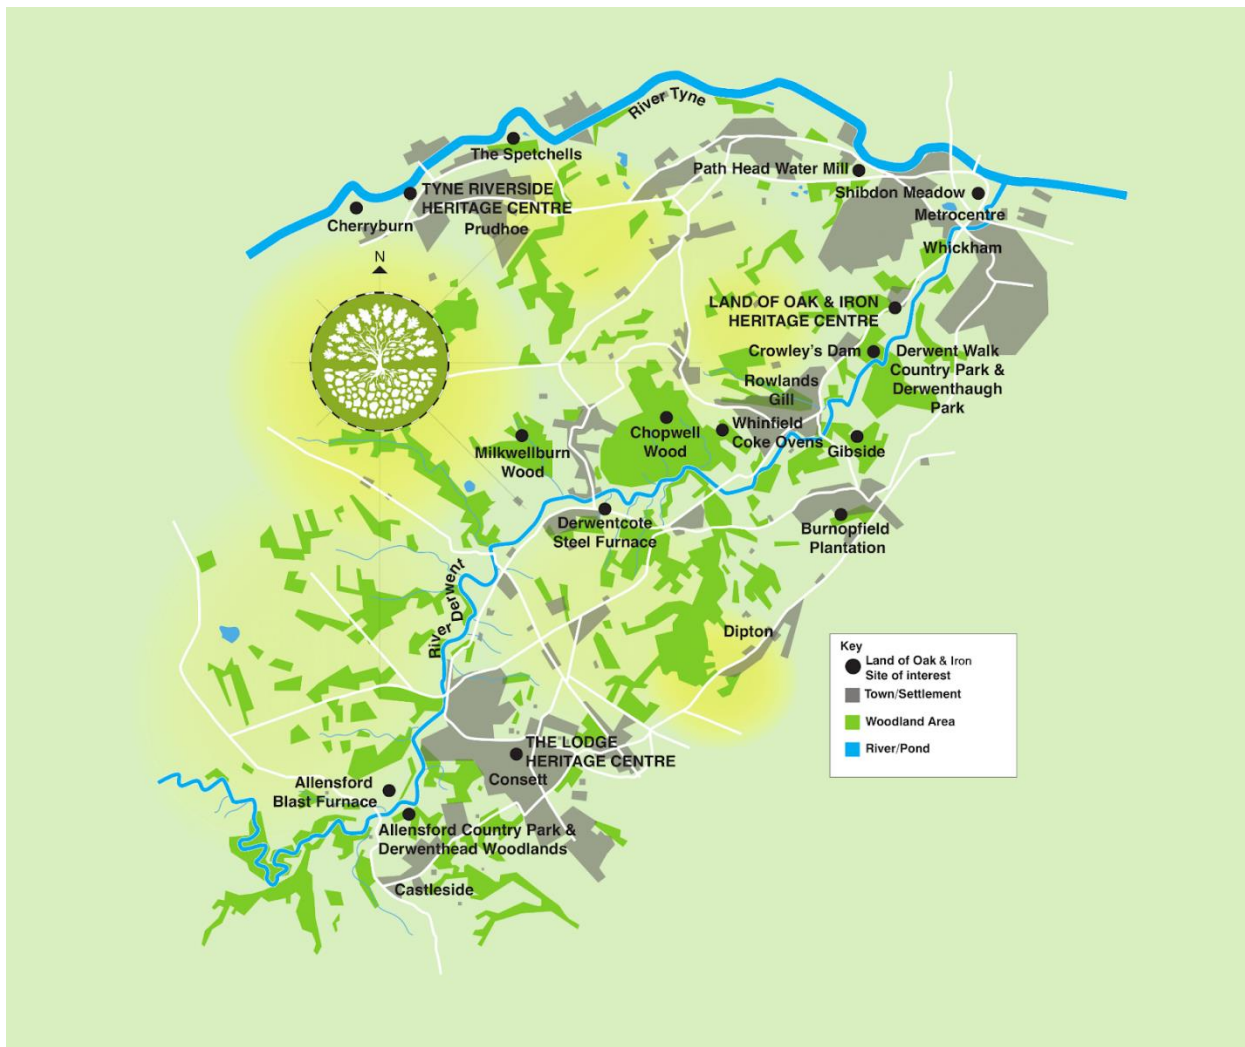 River Tyne
The Spetchells
Path Head Water Mill
TYNE RIVERSIDE
HERITAGE CENTRE
Shibdon Meadow
Cherryburn
Prudhoe
Metrocentre
Whickham
N
LAND OF OAK & IRON
HERITAGE CENTRE
Crowley's Dam
Derwent Walk
Country Park &
Derwenthaugh
Park
Rowlands
Gill
Chopwell
Wood
Whinfield
Coke Ovens
Milkwellburn
Wood
Gibside
Derwentcote
Steel Furnace
Burnopfield
Plantation
River Derwent
Dipton
Key
Land of Oak & Iron
Site of interest
Town/Settlement
Woodland Area
River/Pond
THE LODGE
HERITAGE CENTRE
Consett
Allensford
Blast Furnace
Allensford Country Park &
Derwenthead Woodlands
Castleside